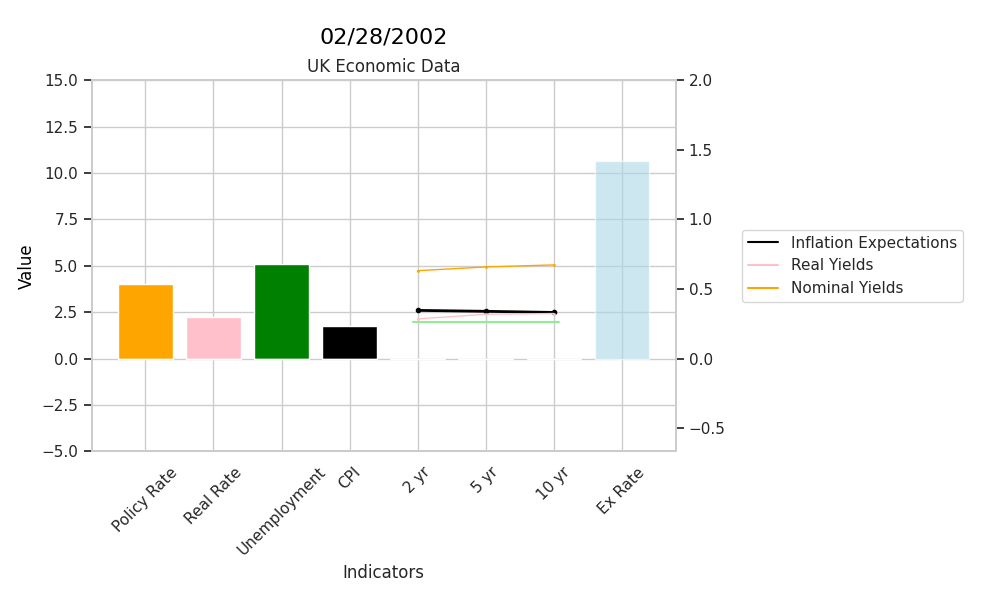 02/28/2002
UK Economic Data
15.0
12.5
10.0
7.5
5.0
2.5
0.0
−2.5
−5.0
Value
2.0
1.5
1.0
0.5
0.0
−0.5
Policy Rate
Real Rate
Unemployment
CPI
2 yr
5 yr
10 yr
Ex Rate
Indicators
Inflation Expectations
Real Yields
Nominal Yields